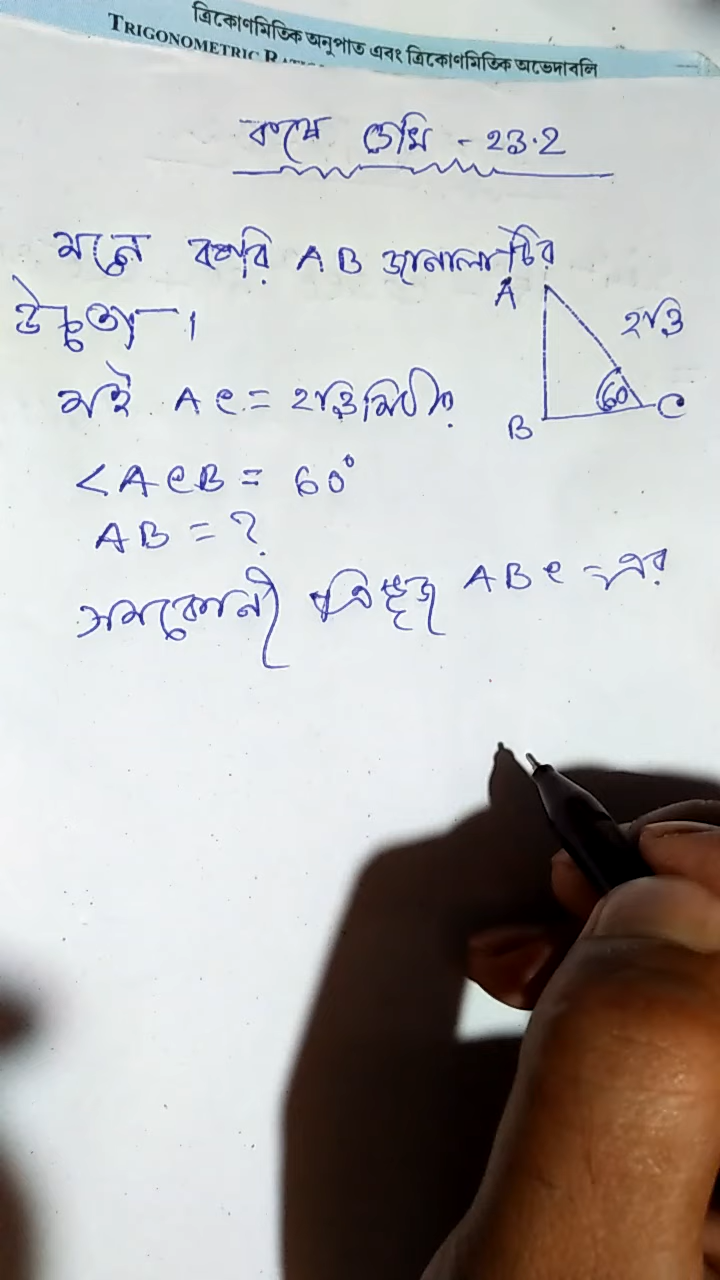 ত্রিকোণমিতিক অনুপাত এবং ত্রিকোণমিতিক অভেদাবলি
TRIGONOMETRIC
কষে দেখি - 23.2
মনে করি AB জানালাটির
উচ্চতা।
A
2√3
মই AC = 2√3 মিটার
60
C
B
<ACB = 60°
AB = ?
সমকোনী ত্রিভূজ ABC -এর